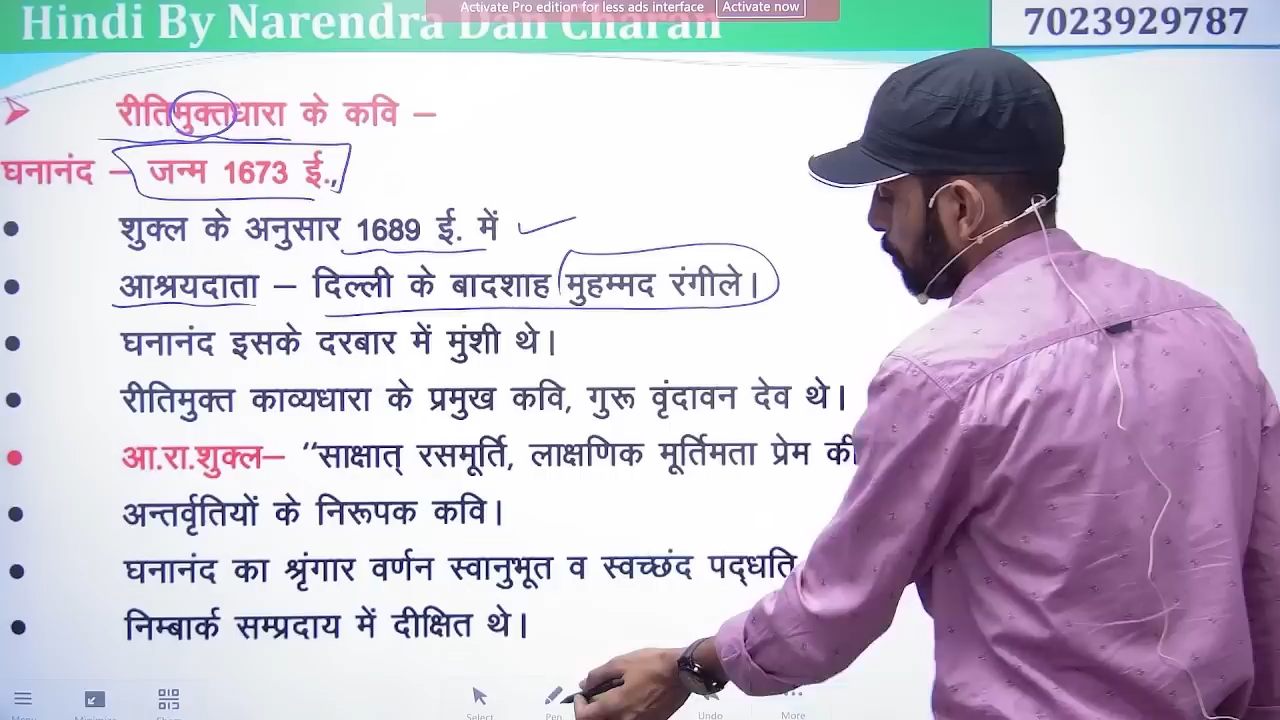 Activate Pro edition for less ads interface Activate now
Hindi By Narendra Dan Charan
7023929787
रीतिमुक्तधारा के कवि –
घनानंद – जन्म 1673 ई.,
शुक्ल के अनुसार 1689 ई. में
आश्रयदाता – दिल्ली के बादशाह मुहम्मद रंगीले।
घनानंद इसके दरबार में मुंशी थे।
रीतिमुक्त काव्यधारा के प्रमुख कवि, गुरू वृंदावन देव थे।
आ.रा.शुक्ल– “साक्षात् रसमूर्ति, लाक्षणिक मूर्तिमता प्रेम की
अन्तर्वृतियों के निरूपक कवि।
घनानंद का श्रृंगार वर्णन स्वानुभूत व स्वच्छंद पद्धति
निम्बार्क सम्प्रदाय में दीक्षित थे।
Select Pen Undo More